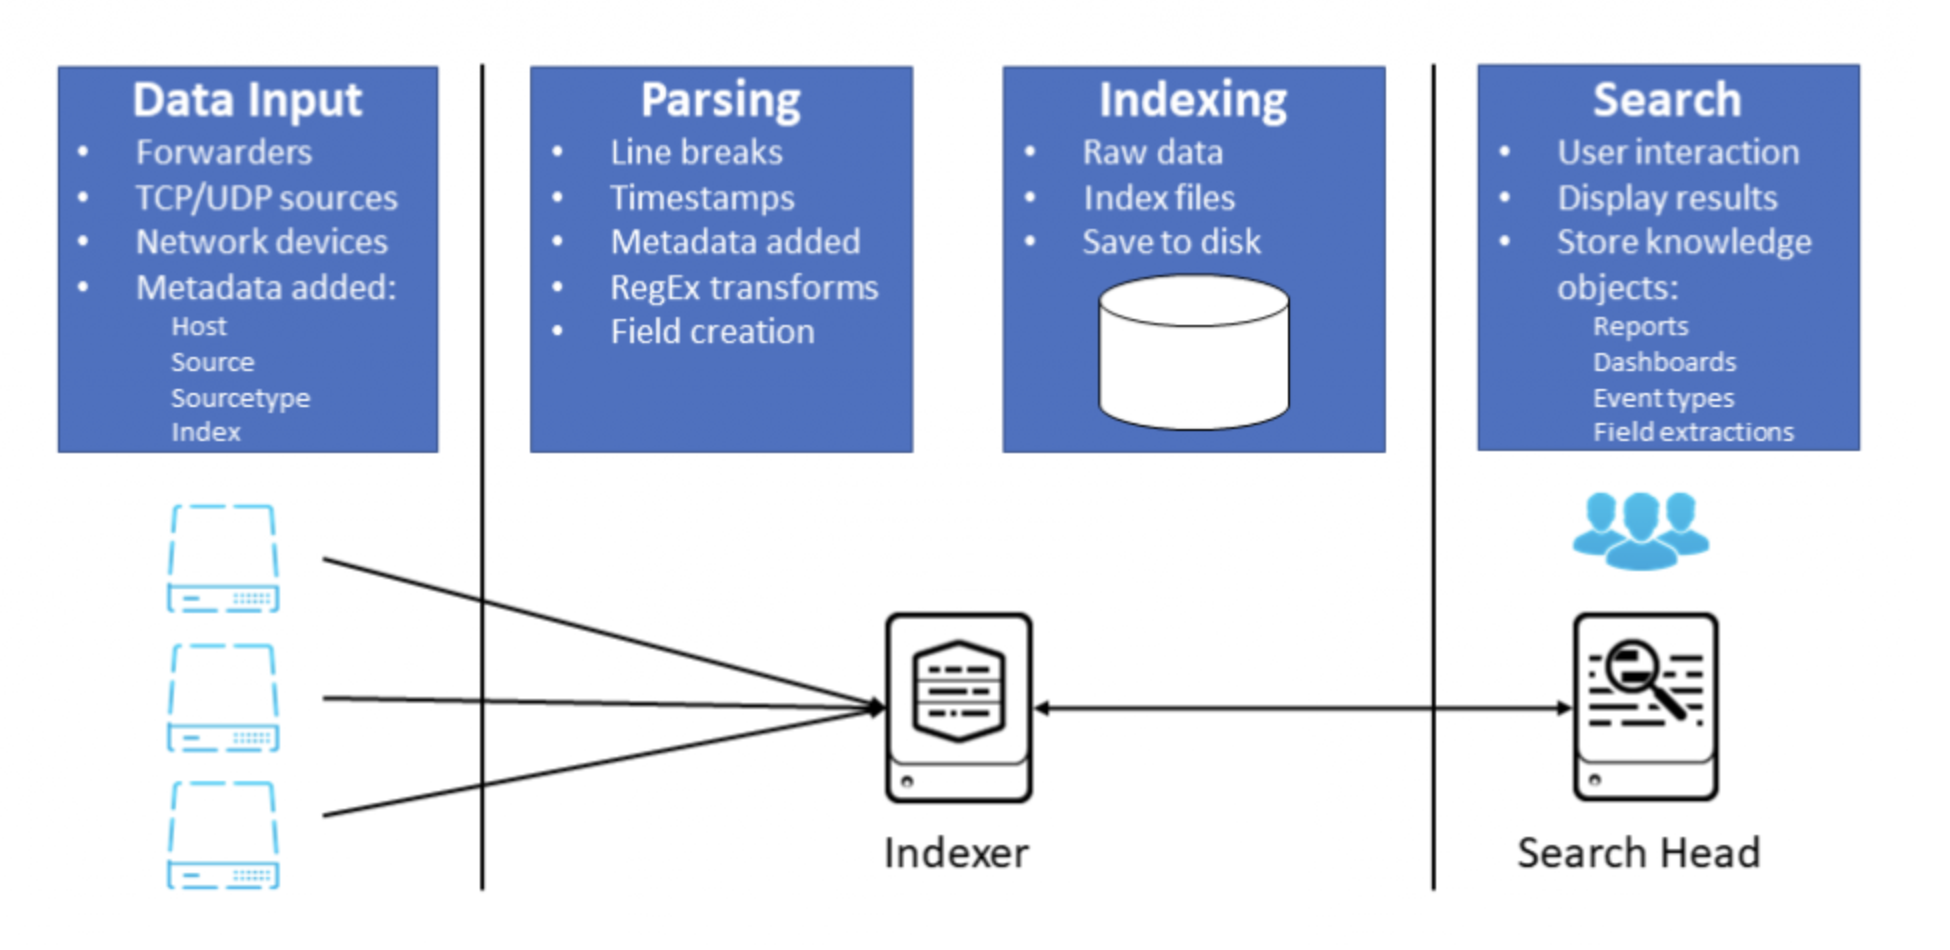 Data Input
• Forwarders
• TCP/UDP sources
• Network devices
• Metadata added:
Host
Source
Sourcetype
Index
Parsing
• Line breaks
• Timestamps
• Metadata added
• RegEx transforms
• Field creation
Indexing
• Raw data
• Index files
• Save to disk
Search
• User interaction
• Display results
• Store knowledge
objects:
Reports
Dashboards
Event types
Field extractions
Indexer
Search Head